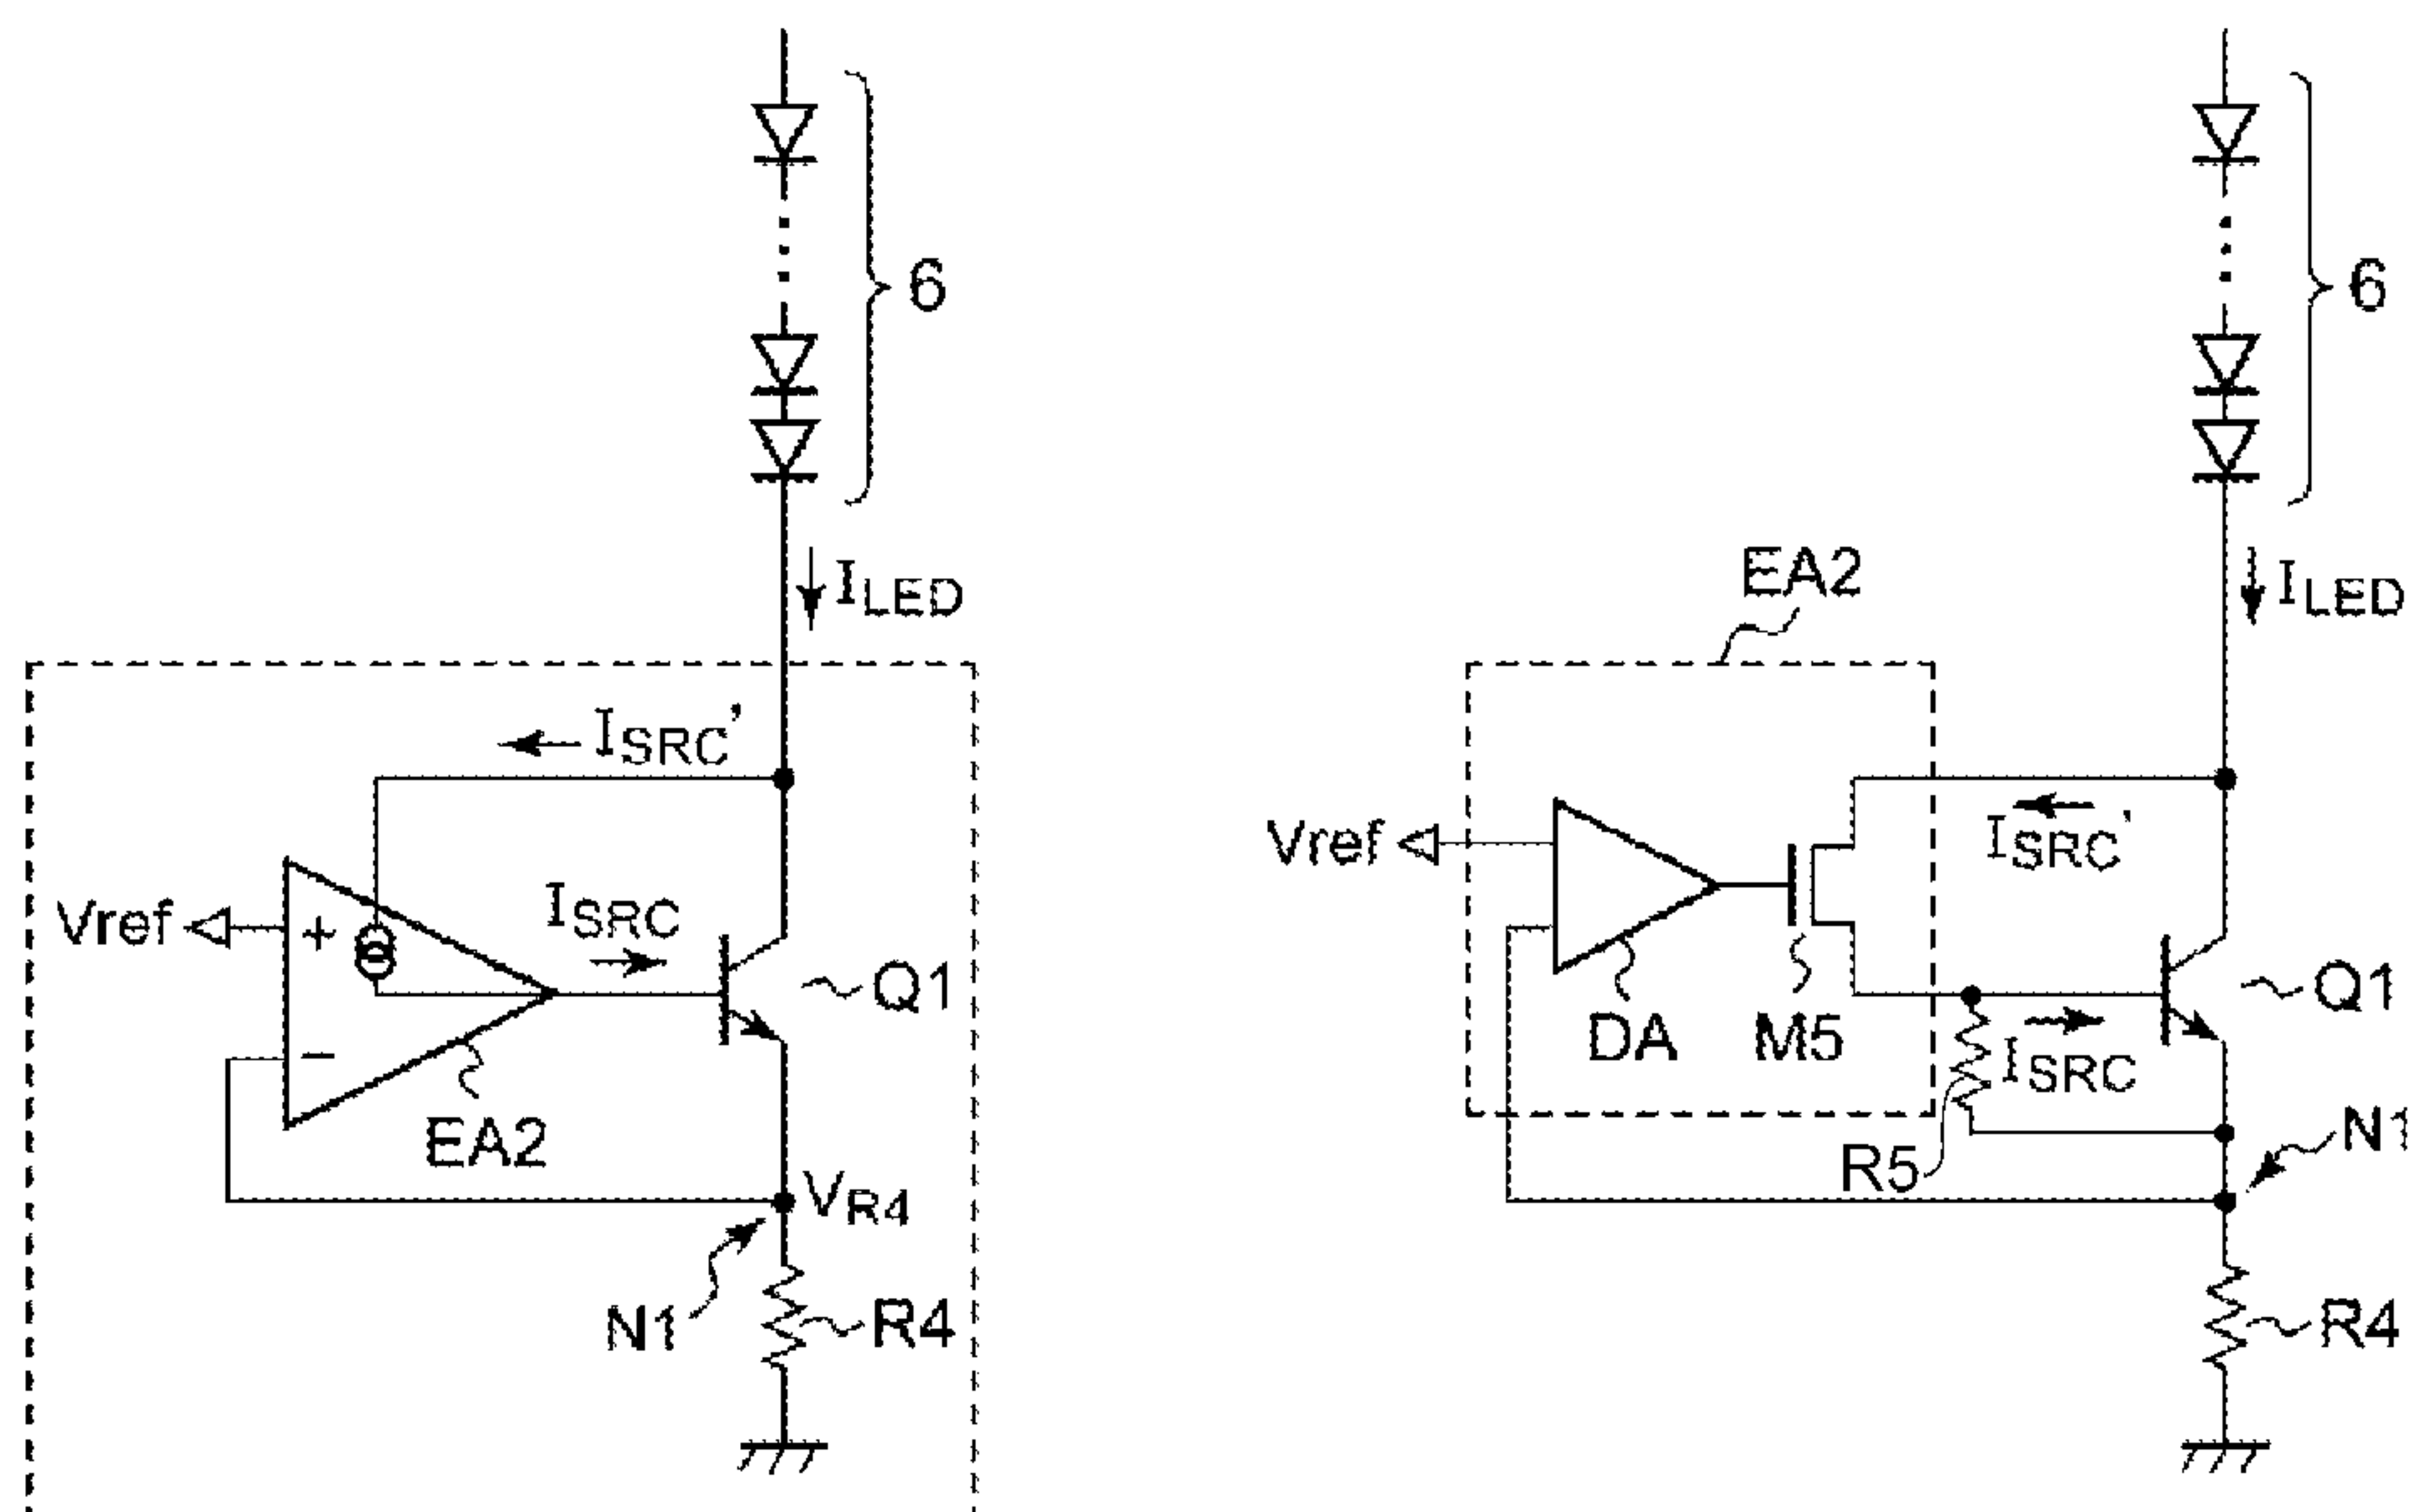 6
I_LED
I_SRC'
Vref
+
I_SRC
Q1
−
EA2
V_R4
N1
R4
6
I_LED
EA2
I_SRC'
Vref
Q1
DA
M5
I_SRC
R5
N1
R4